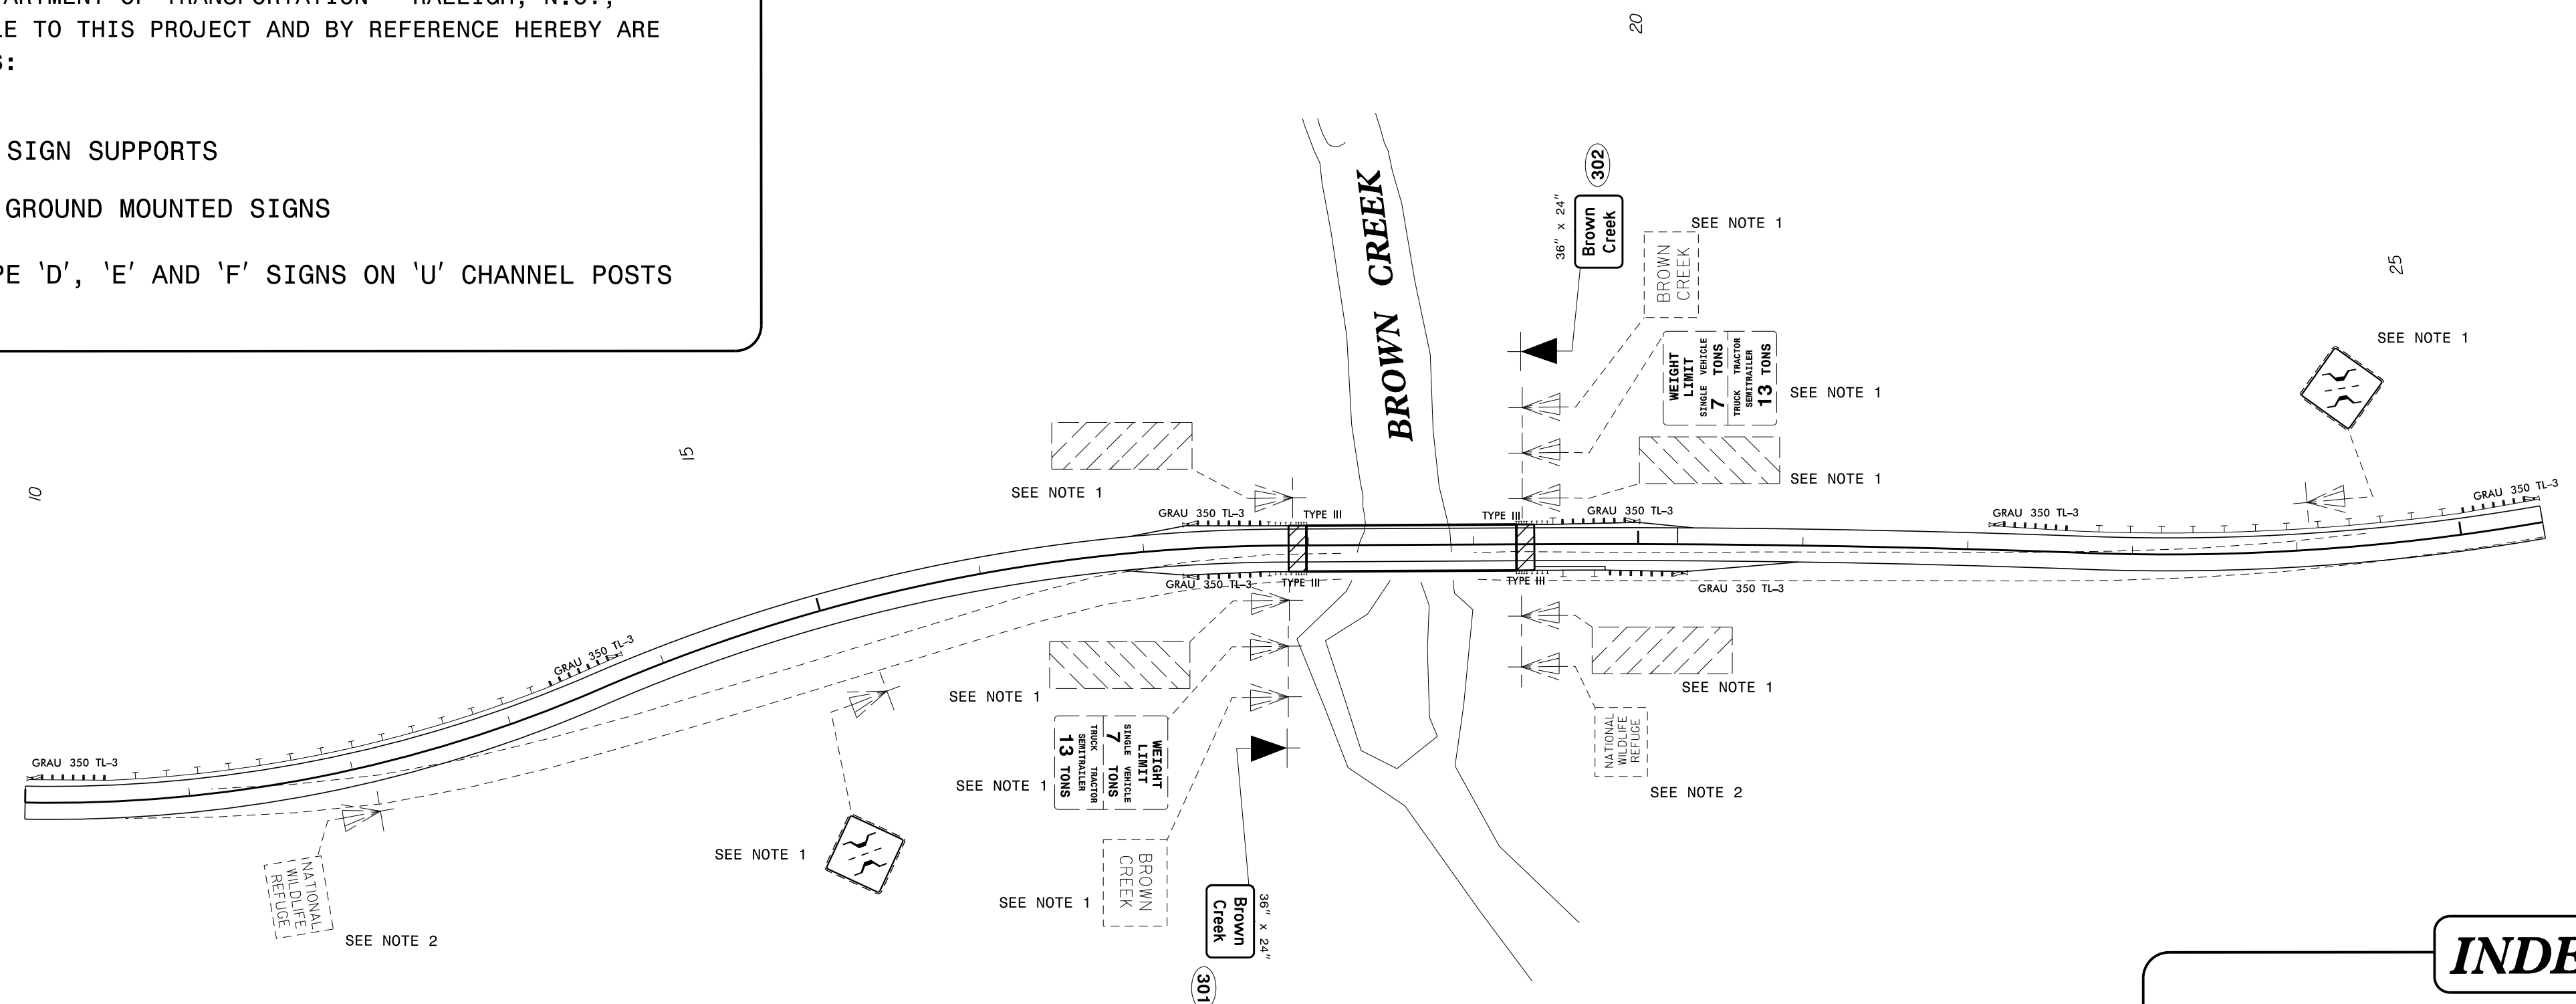 ARTMENT OF TRANSPORTATION - RALEIGH, N.C.,
LE TO THIS PROJECT AND BY REFERENCE HEREBY ARE
S:
SIGN SUPPORTS
GROUND MOUNTED SIGNS
PE 'D', 'E' AND 'F' SIGNS ON 'U' CHANNEL POSTS
20
302
36" x 24"
Brown
Creek
SEE NOTE 1
BROWN
CREEK
BROWN CREEK
25
SEE NOTE 1
WEIGHT
LIMIT
SINGLE VEHICLE
7 TONS
TRUCK TRACTOR
SEMITRAILER
13 TONS
SEE NOTE 1
SEE NOTE 1
15
10
SEE NOTE 1
GRAU 350 TL-3
TYPE III
TYPE III
GRAU 350 TL-3
GRAU 350 TL-3
GRAU 350 TL-3
GRAU 350 TL-3
TYPE III
TYPE III
GRAU 350 TL-3
GRAU 350 TL-3
GRAU 350 TL-3
SEE NOTE 1
SEE NOTE 1
NATIONAL
WILDLIFE
REFUGE
SEE NOTE 2
WEIGHT
LIMIT
SINGLE VEHICLE
7 TONS
TRUCK TRACTOR
SEMITRAILER
13 TONS
SEE NOTE 1
SEE NOTE 1
BROWN
CREEK
SEE NOTE 1
NATIONAL
WILDLIFE
REFUGE
SEE NOTE 2
Brown
Creek
36" x 24"
301
INDE